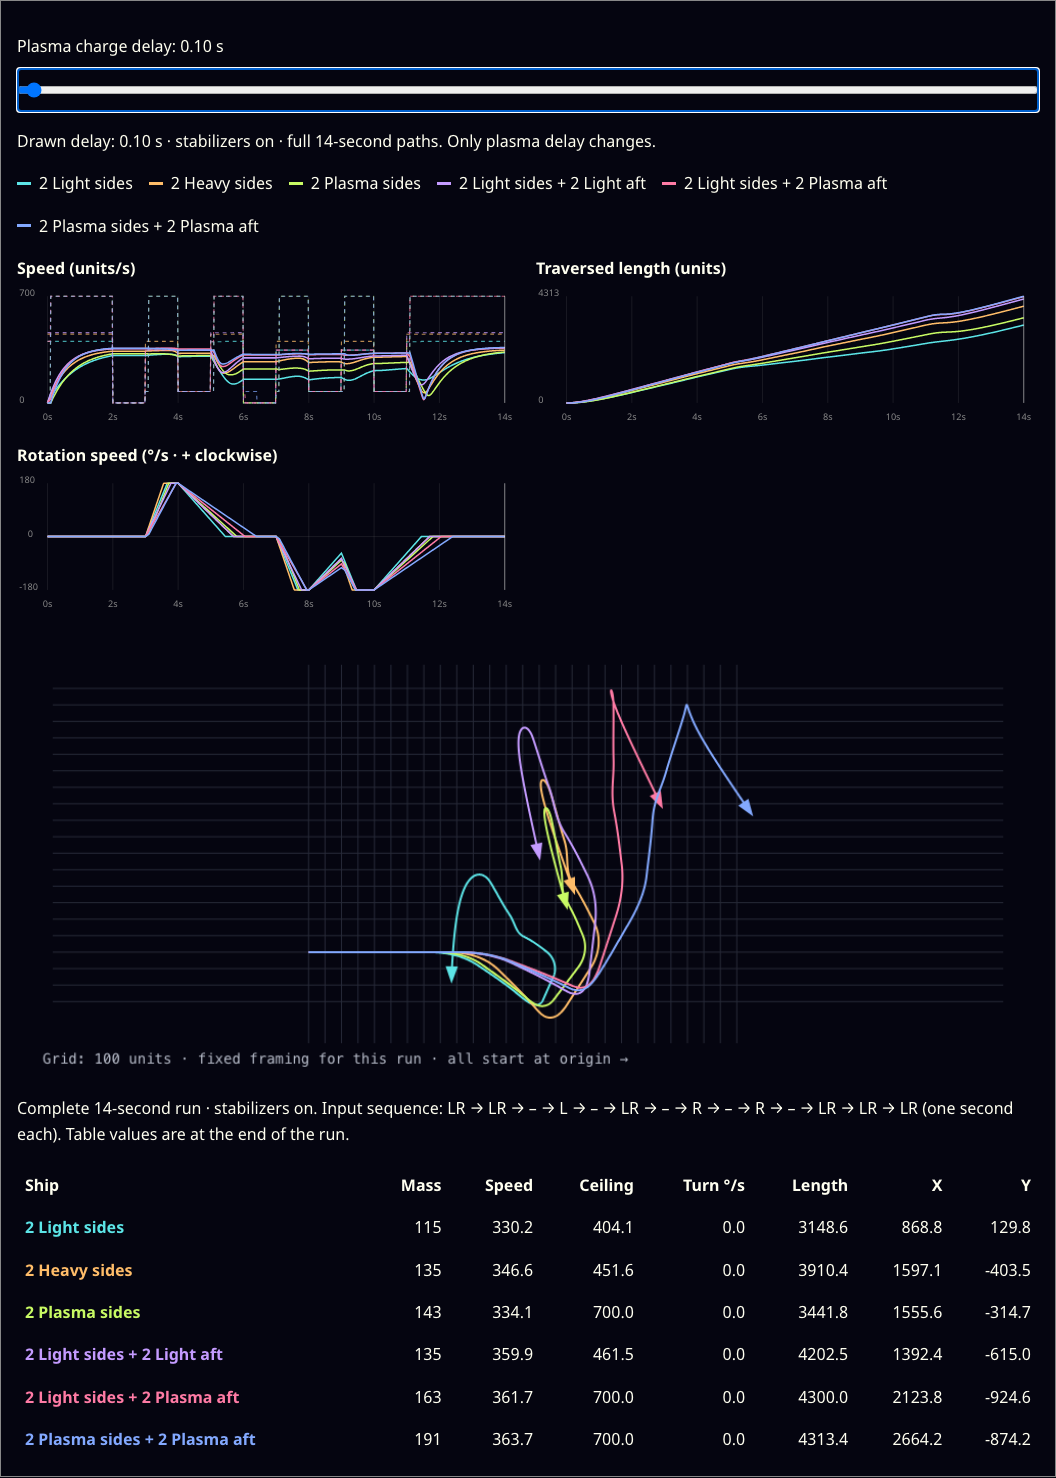 Plasma charge delay: 0.10 s
Drawn delay: 0.10 s · stabilizers on · full 14-second paths. Only plasma delay changes.
2 Light sides 2 Heavy sides 2 Plasma sides 2 Light sides + 2 Light aft 2 Light sides + 2 Plasma aft
2 Plasma sides + 2 Plasma aft
Speed (units/s)
700
0
0s 2s 4s 6s 8s 10s 12s 14s
Traversed length (units)
4313
0
0s 2s 4s 6s 8s 10s 12s 14s
Rotation speed (°/s · + clockwise)
180
0
-180
0s 2s 4s 6s 8s 10s 12s 14s
Grid: 100 units · fixed framing for this run · all start at origin →
Complete 14-second run · stabilizers on. Input sequence: LR → LR → – → L → – → LR → – → R → – → R → – → LR → LR → LR (one second
each). Table values are at the end of the run.
Ship Mass Speed Ceiling Turn °/s Length X Y
2 Light sides 115 330.2 404.1 0.0 3148.6 868.8 129.8
2 Heavy sides 135 346.6 451.6 0.0 3910.4 1597.1 -403.5
2 Plasma sides 143 334.1 700.0 0.0 3441.8 1555.6 -314.7
2 Light sides + 2 Light aft 135 359.9 461.5 0.0 4202.5 1392.4 -615.0
2 Light sides + 2 Plasma aft 163 361.7 700.0 0.0 4300.0 2123.8 -924.6
2 Plasma sides + 2 Plasma aft 191 363.7 700.0 0.0 4313.4 2664.2 -874.2